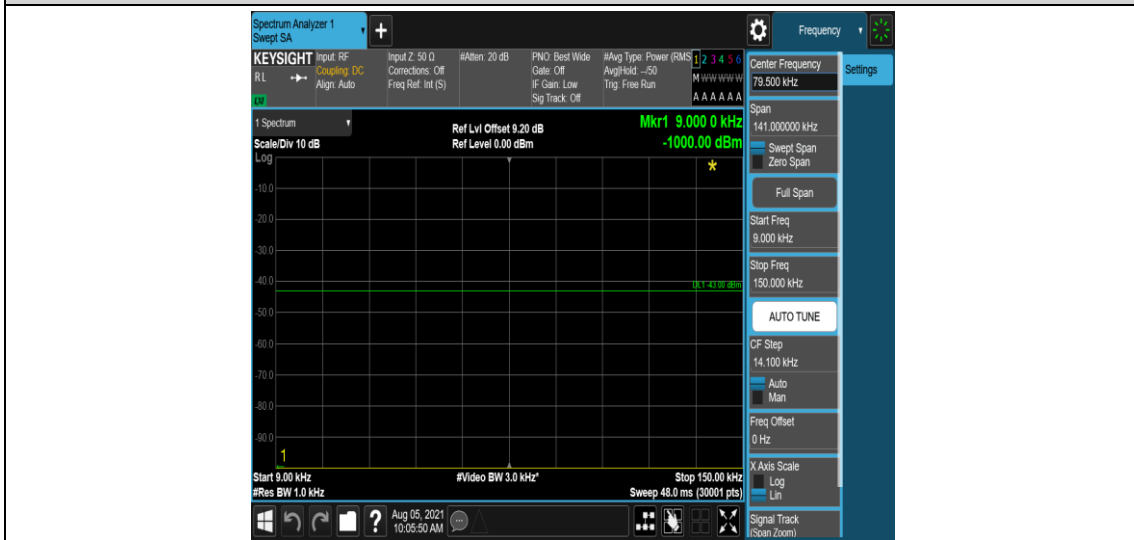 Spectrum Analyzer 1
Swept SA
+
Frequency
KEYSIGHT Input: RF Input Z: 50 Ω #Atten: 20 dB PNO: Best Wide #Avg Type: Power (RMS 1 2 3 4 5 6
RL Coupling: DC Corrections: Off Gate: Off Avg|Hold: --/50 M W W W W W
Align: Auto Freq Ref: Int (S) IF Gain: Low Trig: Free Run
Sig Track: Off A A A A A A
LXI
1 Spectrum
Scale/Div 10 dB
Ref Lvl Offset 9.20 dB
Ref Level 0.00 dBm
Mkr1 9.000 0 kHz
-1000.00 dBm
Log
*
-10.0
-20.0
-30.0
-40.0
DL1 -43.00 dBm
-50.0
-60.0
-70.0
-80.0
-90.0
1
Start 9.00 kHz #Video BW 3.0 kHz* Stop 150.00 kHz
#Res BW 1.0 kHz Sweep 48.0 ms (30001 pts)
? Aug 05, 2021
10:05:50 AM
Center Frequency
79.500 kHz
Settings
Span
141.000000 kHz
Swept Span
Zero Span
Full Span
Start Freq
9.000 kHz
Stop Freq
150.000 kHz
AUTO TUNE
CF Step
14.100 kHz
Auto
Man
Freq Offset
0 Hz
X Axis Scale
Log
Lin
Signal Track
(Span Zoom)